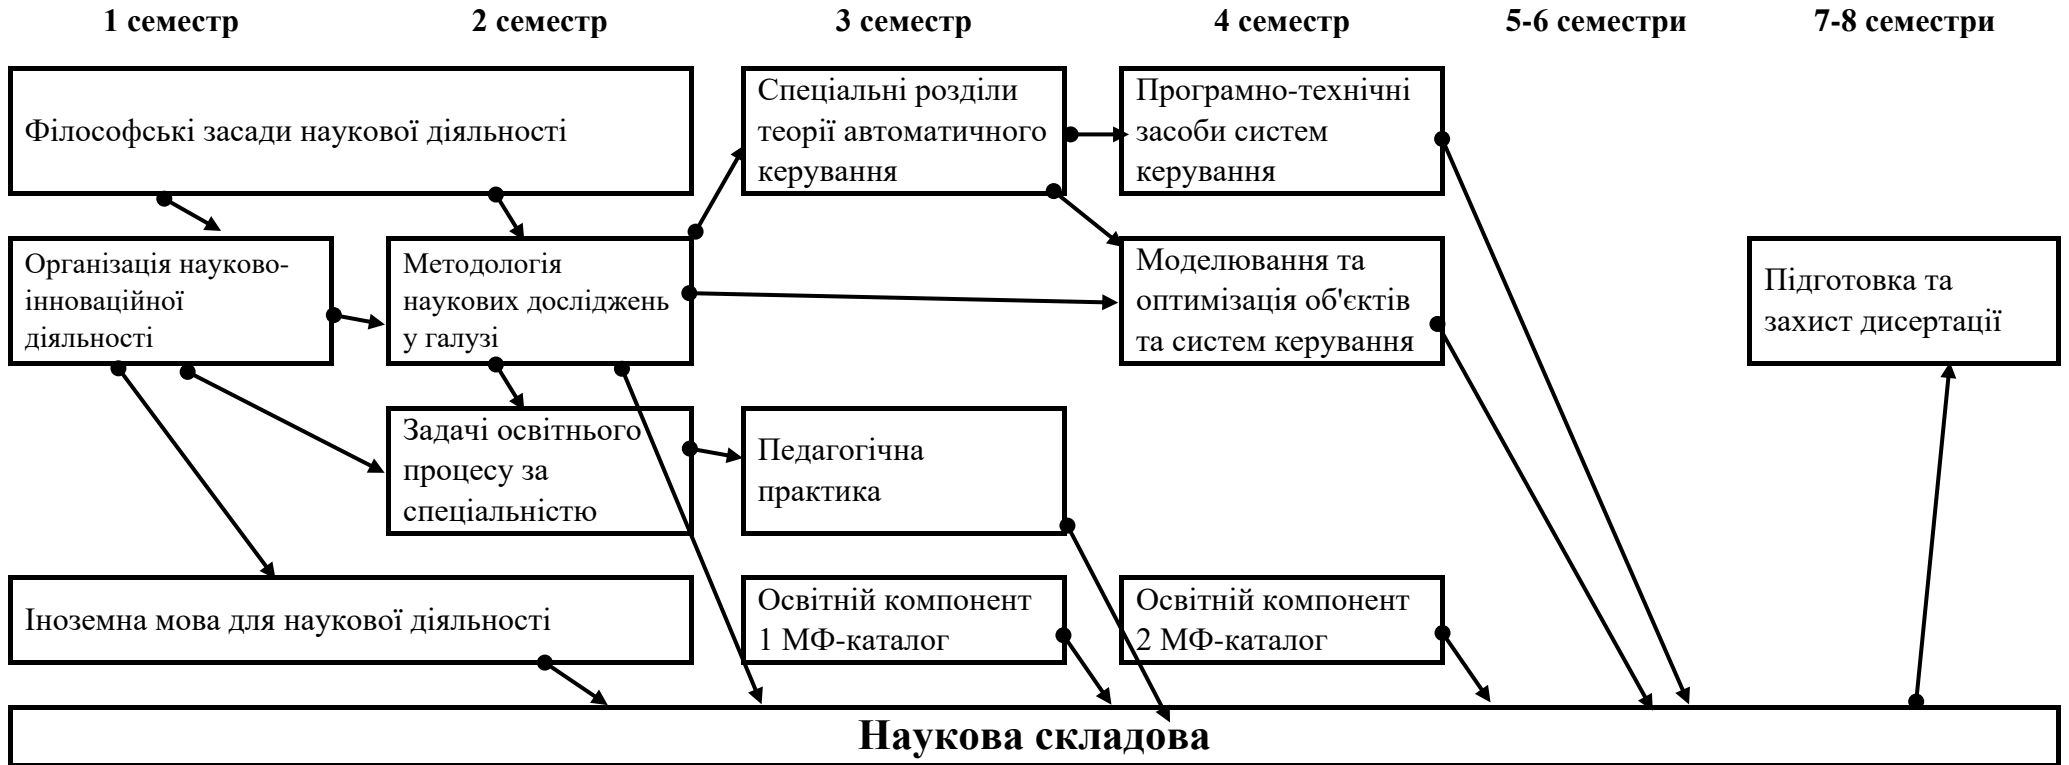 1 семестр
2 семестр
3 семестр
4 семестр
5-6 семестри
7-8 семестри
Філософські засади наукової діяльності
Спеціальні розділи
теорії автоматичного
керування
Програмно-технічні
засоби систем
керування
Організація науково-
інноваційної
діяльності
Методологія
наукових досліджень
у галузі
Моделювання та
оптимізація об'єктів
та систем керування
Підготовка та
захист дисертації
Задачі освітнього
процесу за
спеціальністю
Педагогічна
практика
Іноземна мова для наукової діяльності
Освітній компонент
1 МФ-каталог
Освітній компонент
2 МФ-каталог
Наукова складова